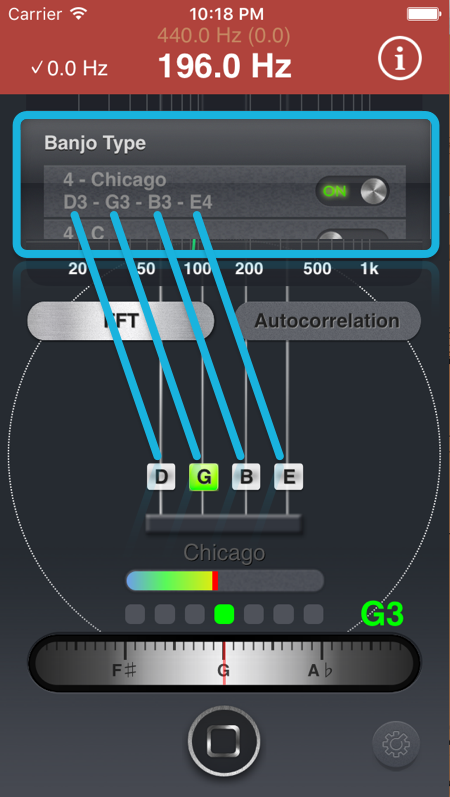 Carrier 10:18 PM
440.0 Hz (0.0)
✓0.0 Hz 196.0 Hz i
Banjo Type
4 - Chicago
D3 - G3 - B3 - E4
ON
4 - C
20 50 100 200 500 1k
FFT Autocorrelation
D G B E
Chicago
G3
F♯ G A♭